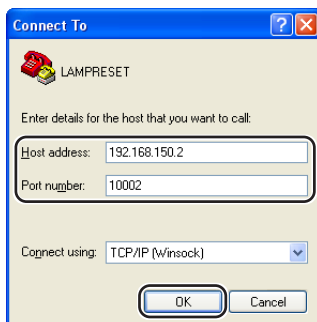 Connect To
LAMPRESET
Enter details for the host that you want to call:
Host address: 192.168.150.2
Port number: 10002
Connect using: TCP/IP (Winsock)
OK Cancel